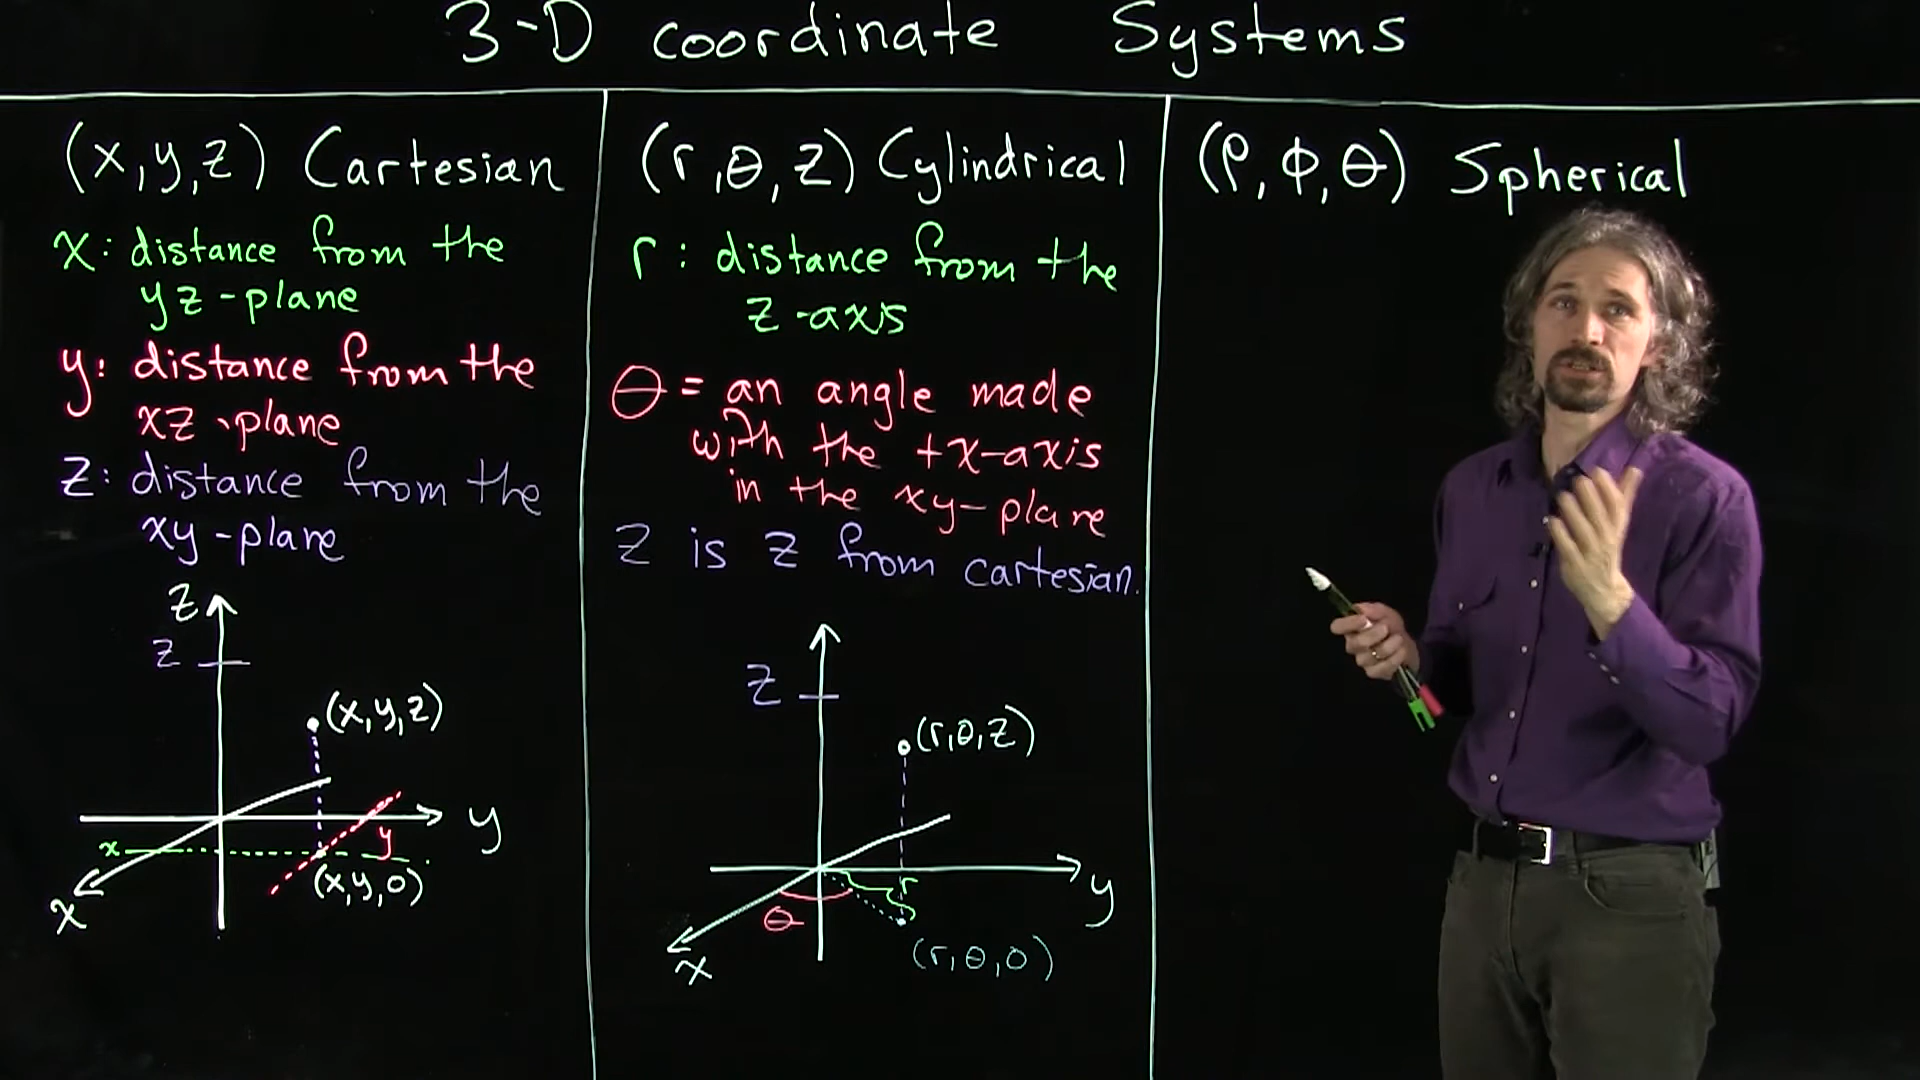 3-D coordinate Systems
(x,y,z) Cartesian
x: distance from the
yz-plane
y: distance from the
xz-plane
z: distance from the
xy-plane
z
z
(x,y,z)
y
x
y
(x,y,0)
x
(r,θ,z) Cylindrical
r: distance from the
z-axis
θ = an angle made
with the +x-axis
in the xy-plane
z is z from cartesian.
z
(r,θ,z)
r
y
θ
(r,θ,0)
x
(ρ,φ,θ) Spherical